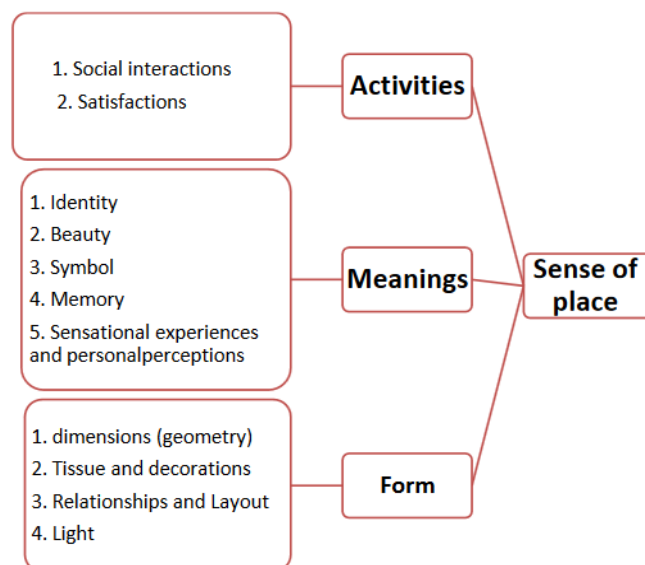 1. Social interactions
2. Satisfactions
Activities
1. Identity
2. Beauty
3. Symbol
4. Memory
5. Sensational experiences
and personalperceptions
Meanings
Sense of
place
1. dimensions (geometry)
2. Tissue and decorations
3. Relationships and Layout
4. Light
Form